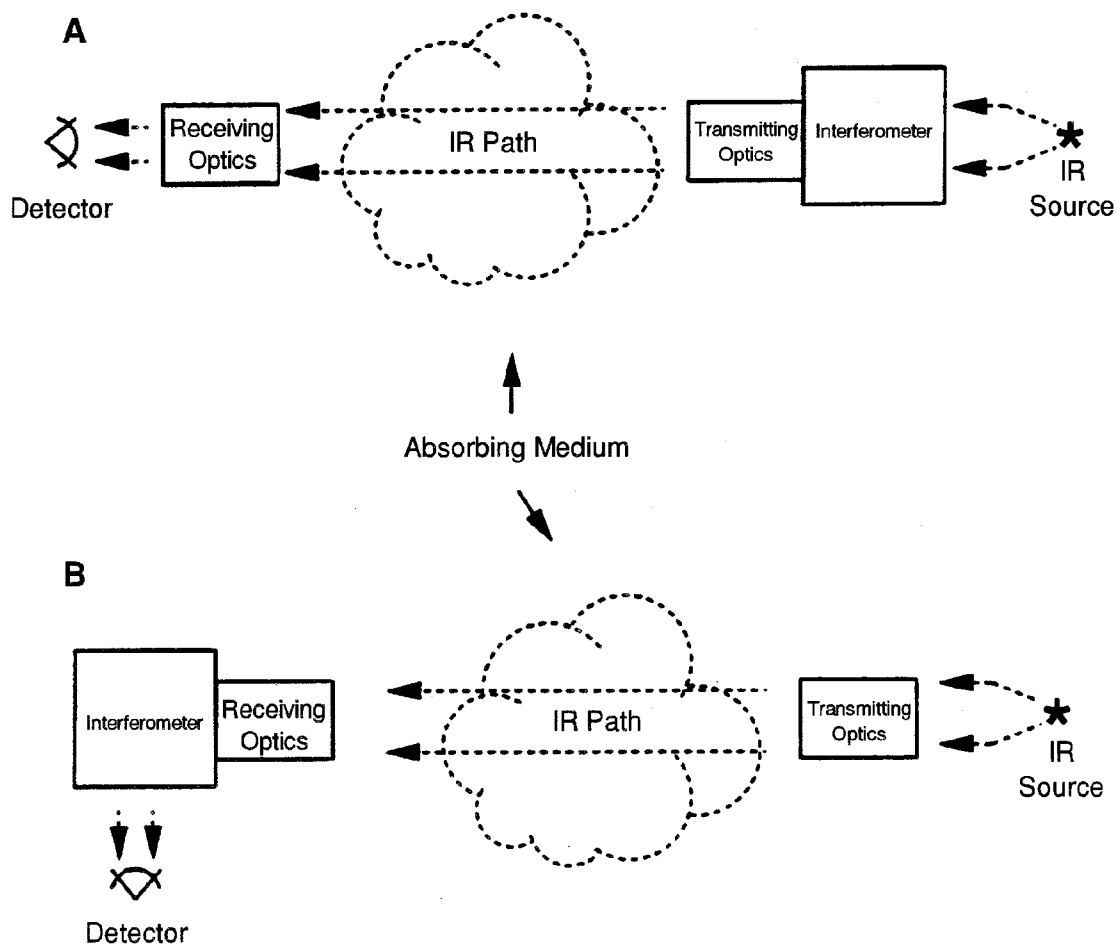 A
Receiving
Optics
IR Path
Transmitting
Optics
Interferometer
IR
Source
Detector
Absorbing Medium
B
Interferometer
Receiving
Optics
IR Path
Transmitting
Optics
IR
Source
Detector